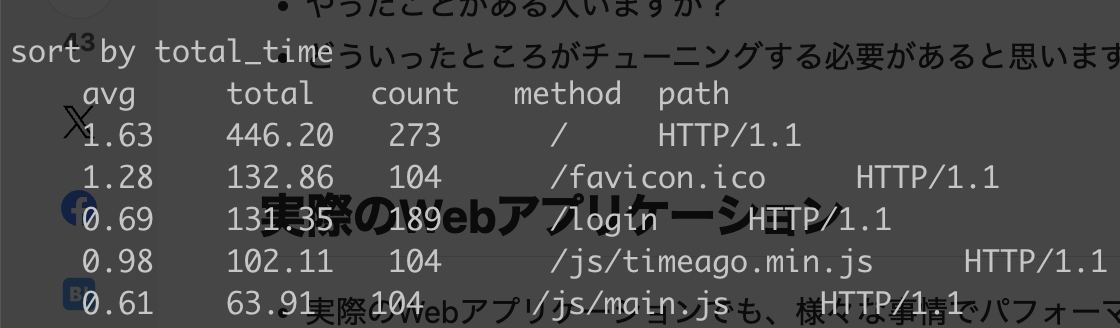 やったことがある人いますか？
43
sort by total_time
どういったところがチューニングする必要があると思います
avg total count method path
1.63 446.20 273 / HTTP/1.1
1.28 132.86 104 /favicon.ico HTTP/1.1
実際のWebアプリケーション
0.69 131.35 189 /login HTTP/1.1
0.98 102.11 104 /js/timeago.min.js HTTP/1.1
B!
0.61 63.91 104 /js/main.js HTTP/1.1
実際のWebアプリケーションでも、様々な事情でパフォーマ